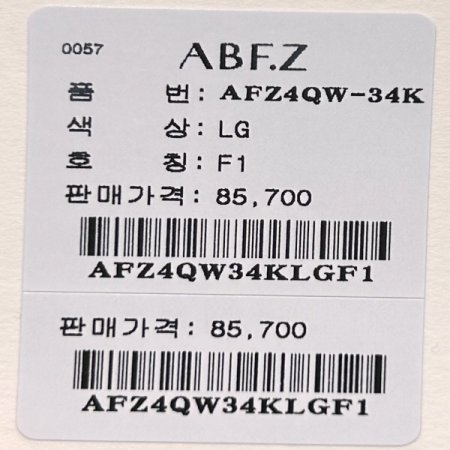 0057 ABF.Z
품 번: AFZ4QW-34K
색 상: LG
호 칭: F1
판매가격: 85,700
AFZ4QW34KLGF1
판매가격: 85,700
AFZ4QW34KLGF1